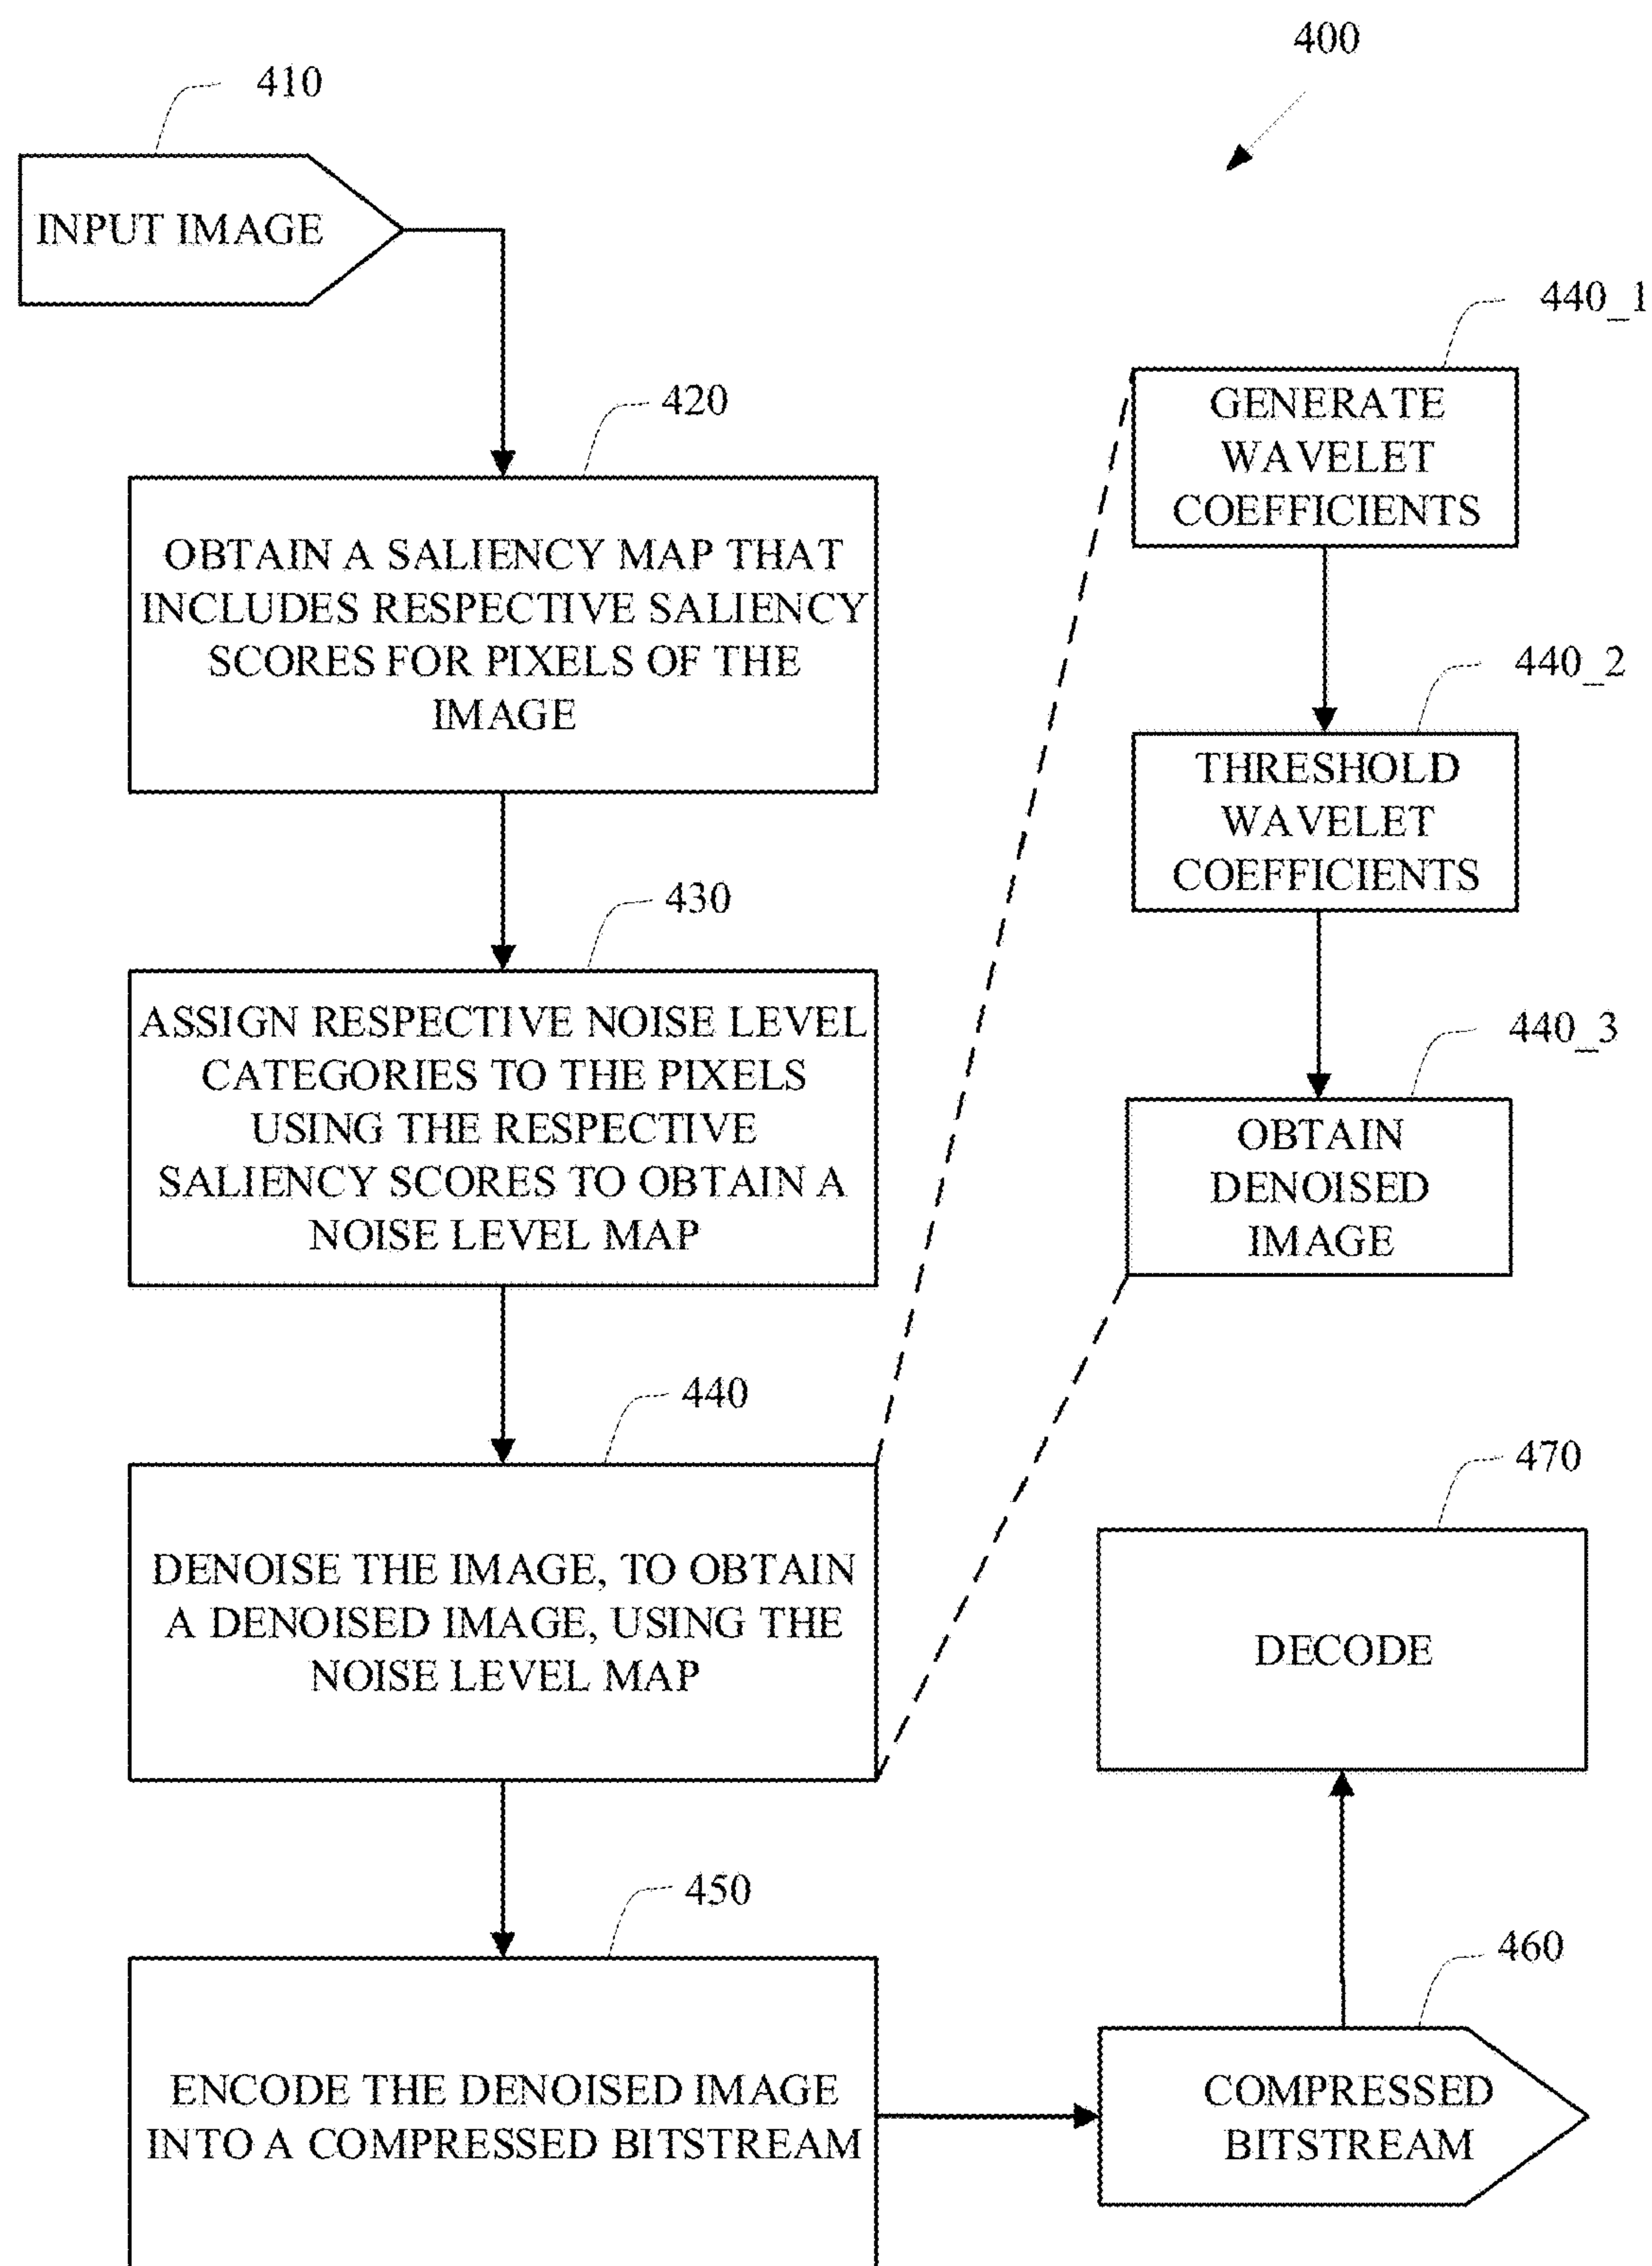 400
410
INPUT IMAGE
420
OBTAIN A SALIENCY MAP THAT
INCLUDES RESPECTIVE SALIENCY
SCORES FOR PIXELS OF THE
IMAGE
430
ASSIGN RESPECTIVE NOISE LEVEL
CATEGORIES TO THE PIXELS
USING THE RESPECTIVE
SALIENCY SCORES TO OBTAIN A
NOISE LEVEL MAP
440
DENOISE THE IMAGE, TO OBTAIN
A DENOISED IMAGE, USING THE
NOISE LEVEL MAP
440_1
GENERATE
WAVELET
COEFFICIENTS
440_2
THRESHOLD
WAVELET
COEFFICIENTS
440_3
OBTAIN
DENOISED
IMAGE
450
ENCODE THE DENOISED IMAGE
INTO A COMPRESSED BITSTREAM
460
COMPRESSED
BITSTREAM
470
DECODE